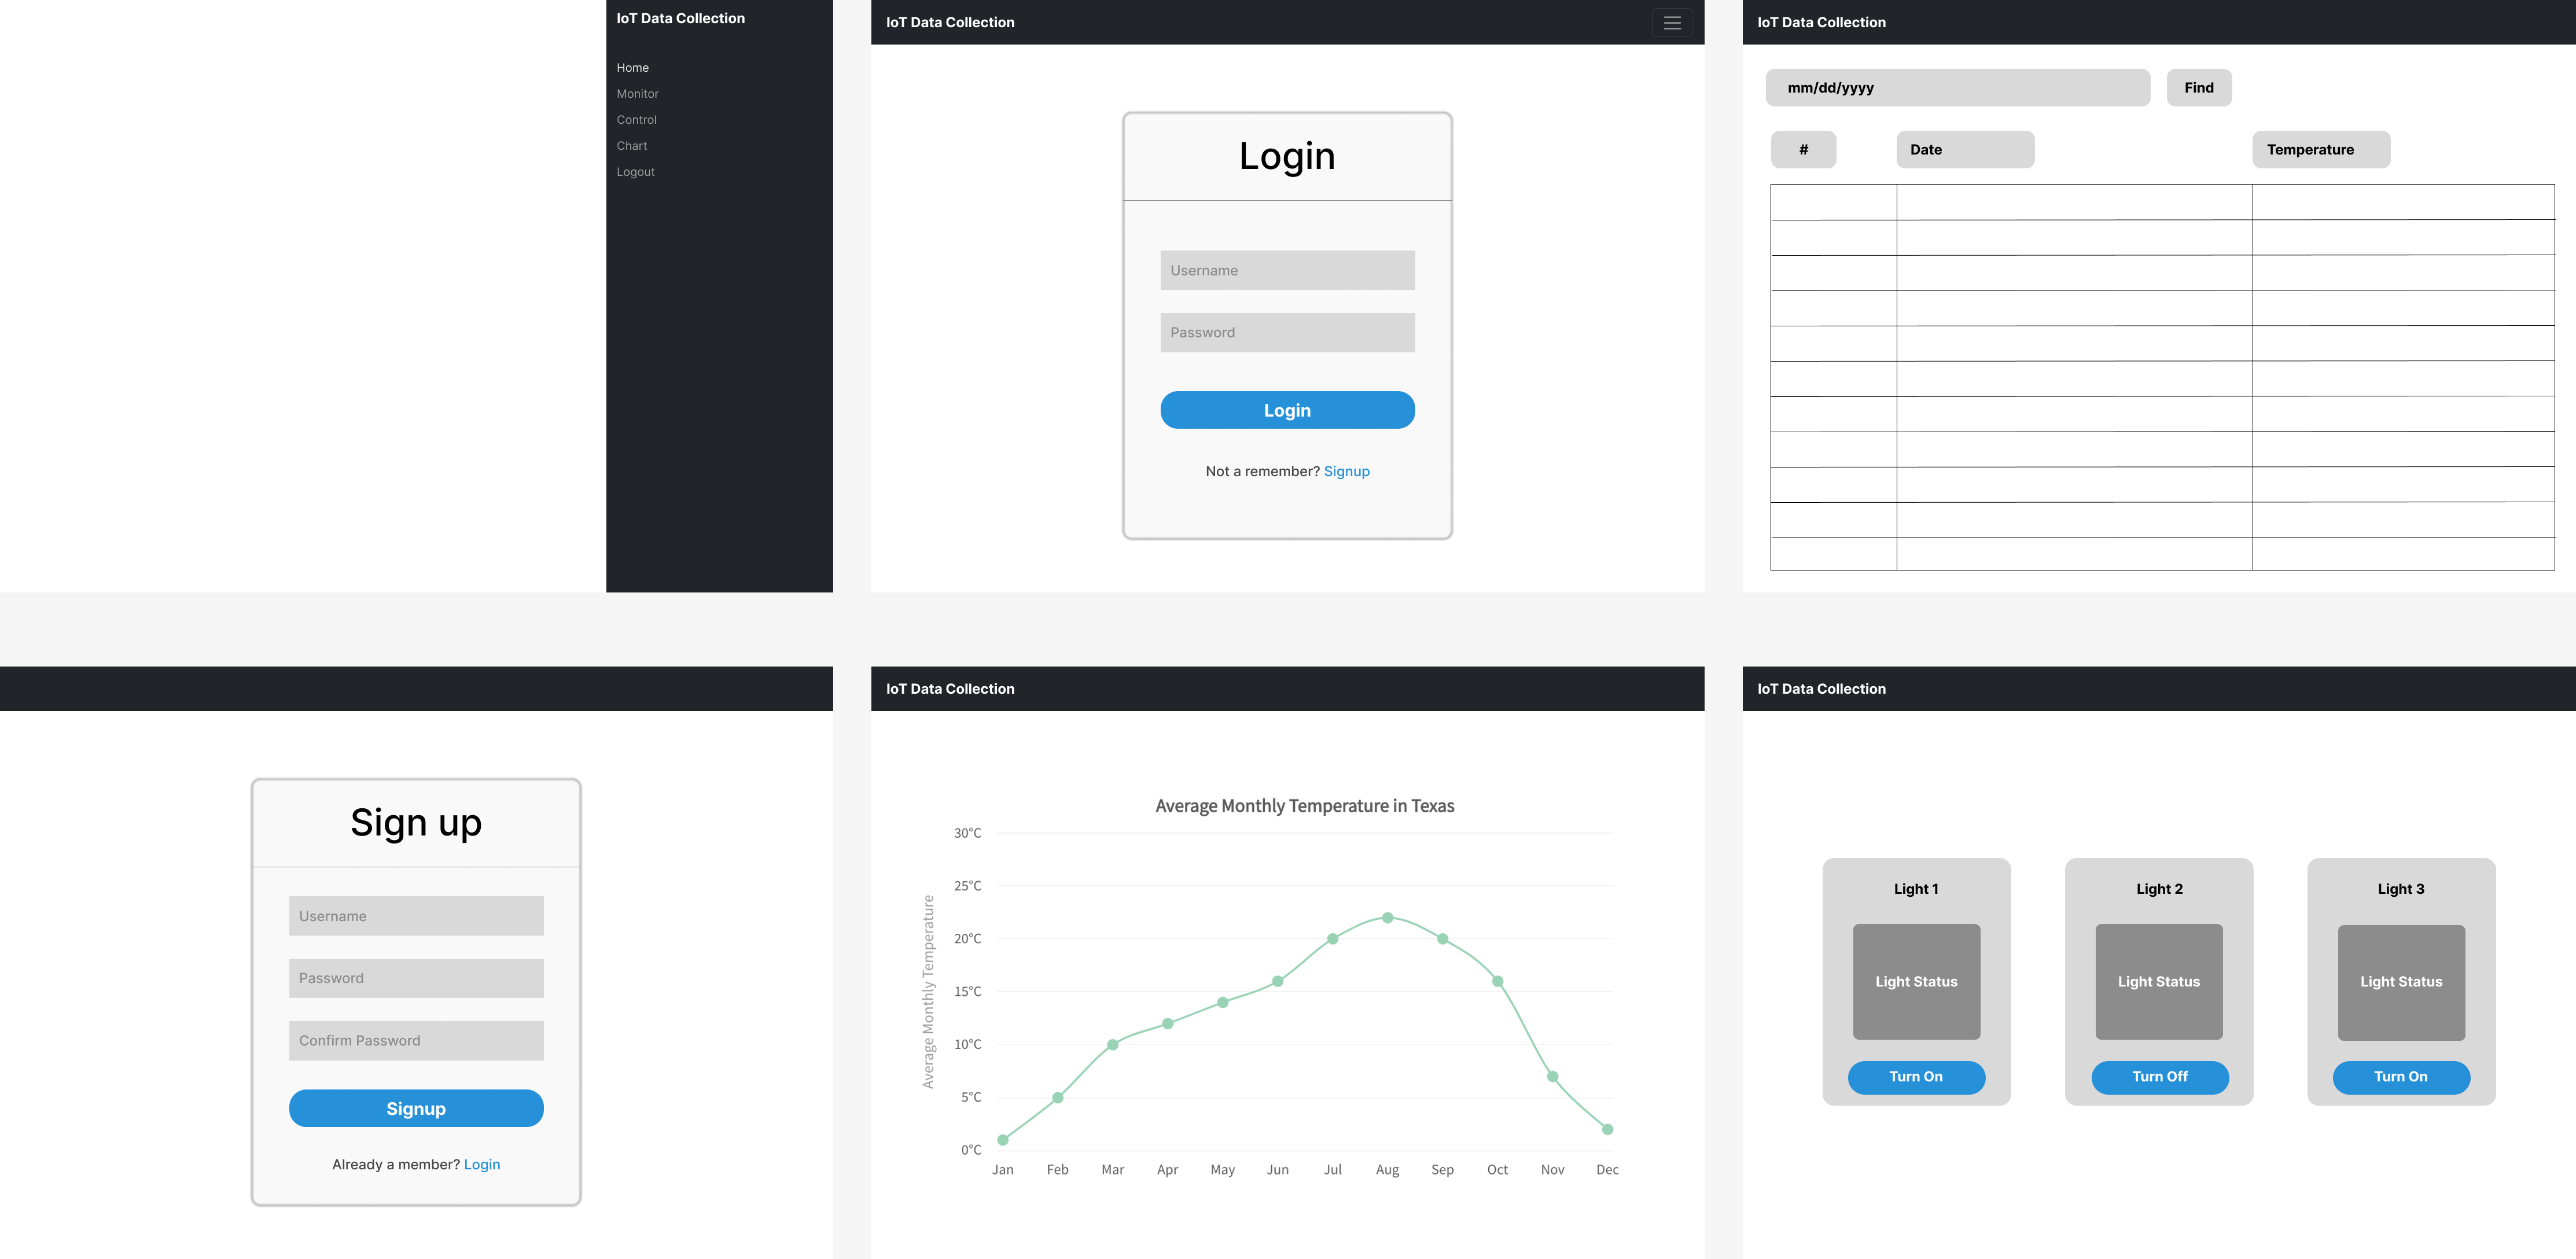 IoT Data Collection
Home
Monitor
Control
Chart
Logout
IoT Data Collection
Login
Username
Password
Login
Not a remember? Signup
IoT Data Collection
mm/dd/yyyy
Find
# Date Temperature
Sign up
Username
Password
Confirm Password
Signup
Already a member? Login
IoT Data Collection
Average Monthly Temperature in Texas
Average Monthly Temperature
30°C
25°C
20°C
15°C
10°C
5°C
0°C
Jan Feb Mar Apr May Jun Jul Aug Sep Oct Nov Dec
IoT Data Collection
Light 1
Light Status
Turn On
Light 2
Light Status
Turn Off
Light 3
Light Status
Turn On